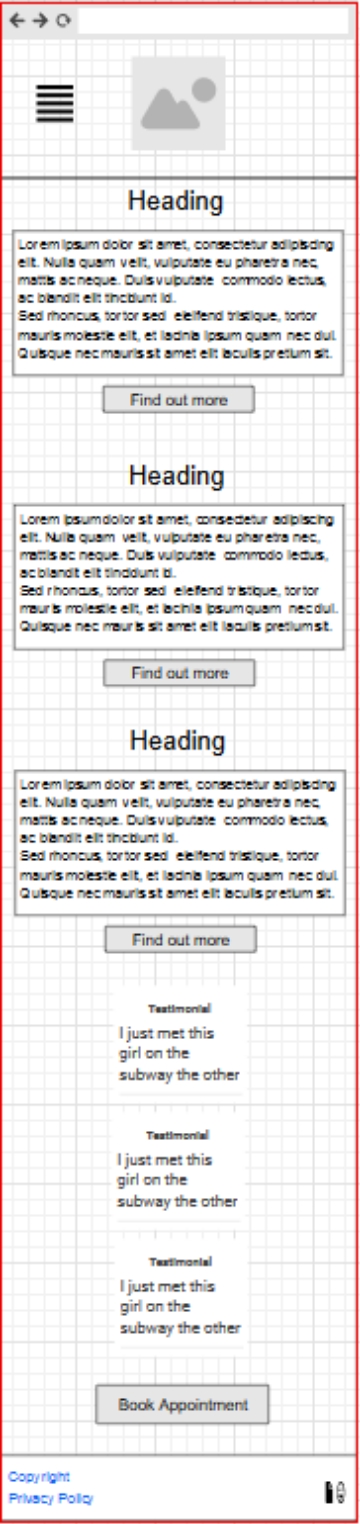 Heading
Lorem ipsum dolor sit amet, consectetur adipiscing
elit. Nulla quam velit, vulputate eu pharetra nec,
mattis ac neque. Duis vulputate commodo lectus,
ac blandit elit tincidunt id.
Sed rhoncus, tortor sed eleifend tristique, tortor
mauris molestie elit, et lacinia ipsum quam nec dui.
Quisque nec mauris sit amet elit iaculis pretium sit.
Find out more
Heading
Lorem ipsum dolor sit amet, consectetur adipiscing
elit. Nulla quam velit, vulputate eu pharetra nec,
mattis ac neque. Duis vulputate commodo lectus,
ac blandit elit tincidunt id.
Sed rhoncus, tortor sed eleifend tristique, tortor
mauris molestie elit, et lacinia ipsum quam nec dui.
Quisque nec mauris sit amet elit iaculis pretium sit.
Find out more
Heading
Lorem ipsum dolor sit amet, consectetur adipiscing
elit. Nulla quam velit, vulputate eu pharetra nec,
mattis ac neque. Duis vulputate commodo lectus,
ac blandit elit tincidunt id.
Sed rhoncus, tortor sed eleifend tristique, tortor
mauris molestie elit, et lacinia ipsum quam nec dui.
Quisque nec mauris sit amet elit iaculis pretium sit.
Find out more
Testimonial
I just met this
girl on the
subway the other
Testimonial
I just met this
girl on the
subway the other
Testimonial
I just met this
girl on the
subway the other
Book Appointment
Copyright
Privacy Policy